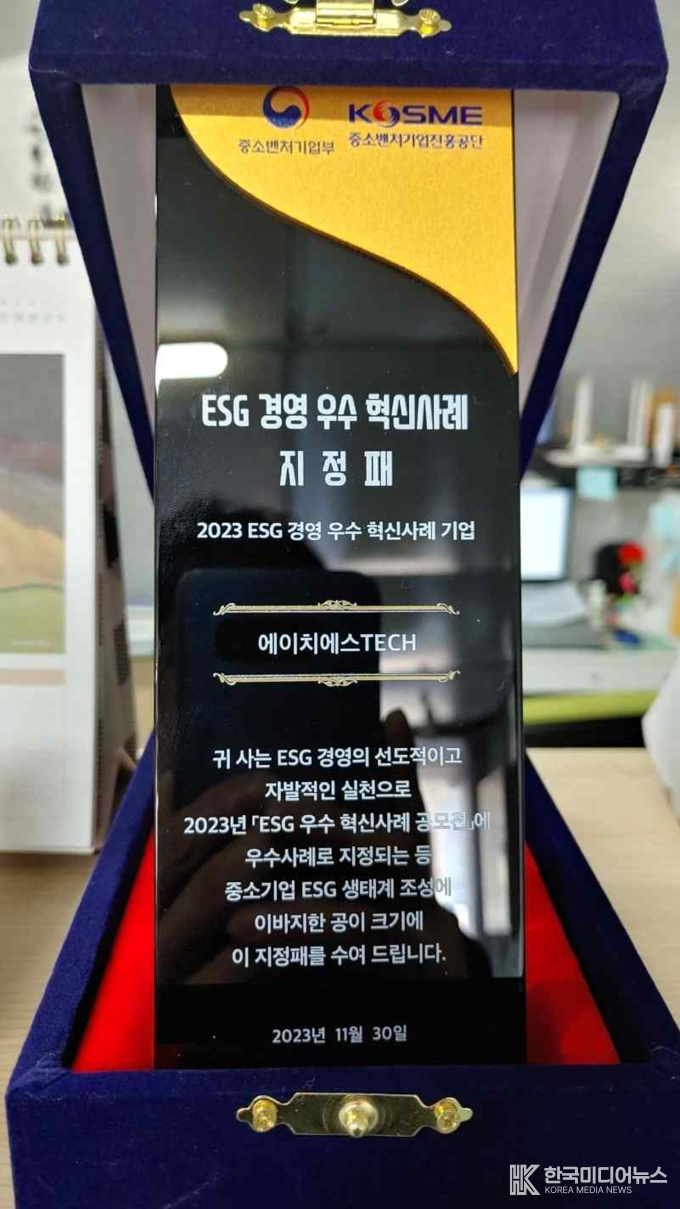 중소벤처기업부
KOSME
중소벤처기업진흥공단
ESG 경영 우수 혁신사례
지 정 패
2023 ESG 경영 우수 혁신사례 기업
에이치에스TECH
귀 사는 ESG 경영의 선도적이고
자발적인 실천으로
2023년 「ESG 우수 혁신사례 공모전」에
우수사례로 지정되는 등
중소기업 ESG 생태계 조성에
이바지한 공이 크기에
이 지정패를 수여 드립니다.
2023년 11월 30일
한국미디어뉴스
KOREA MEDIA NEWS